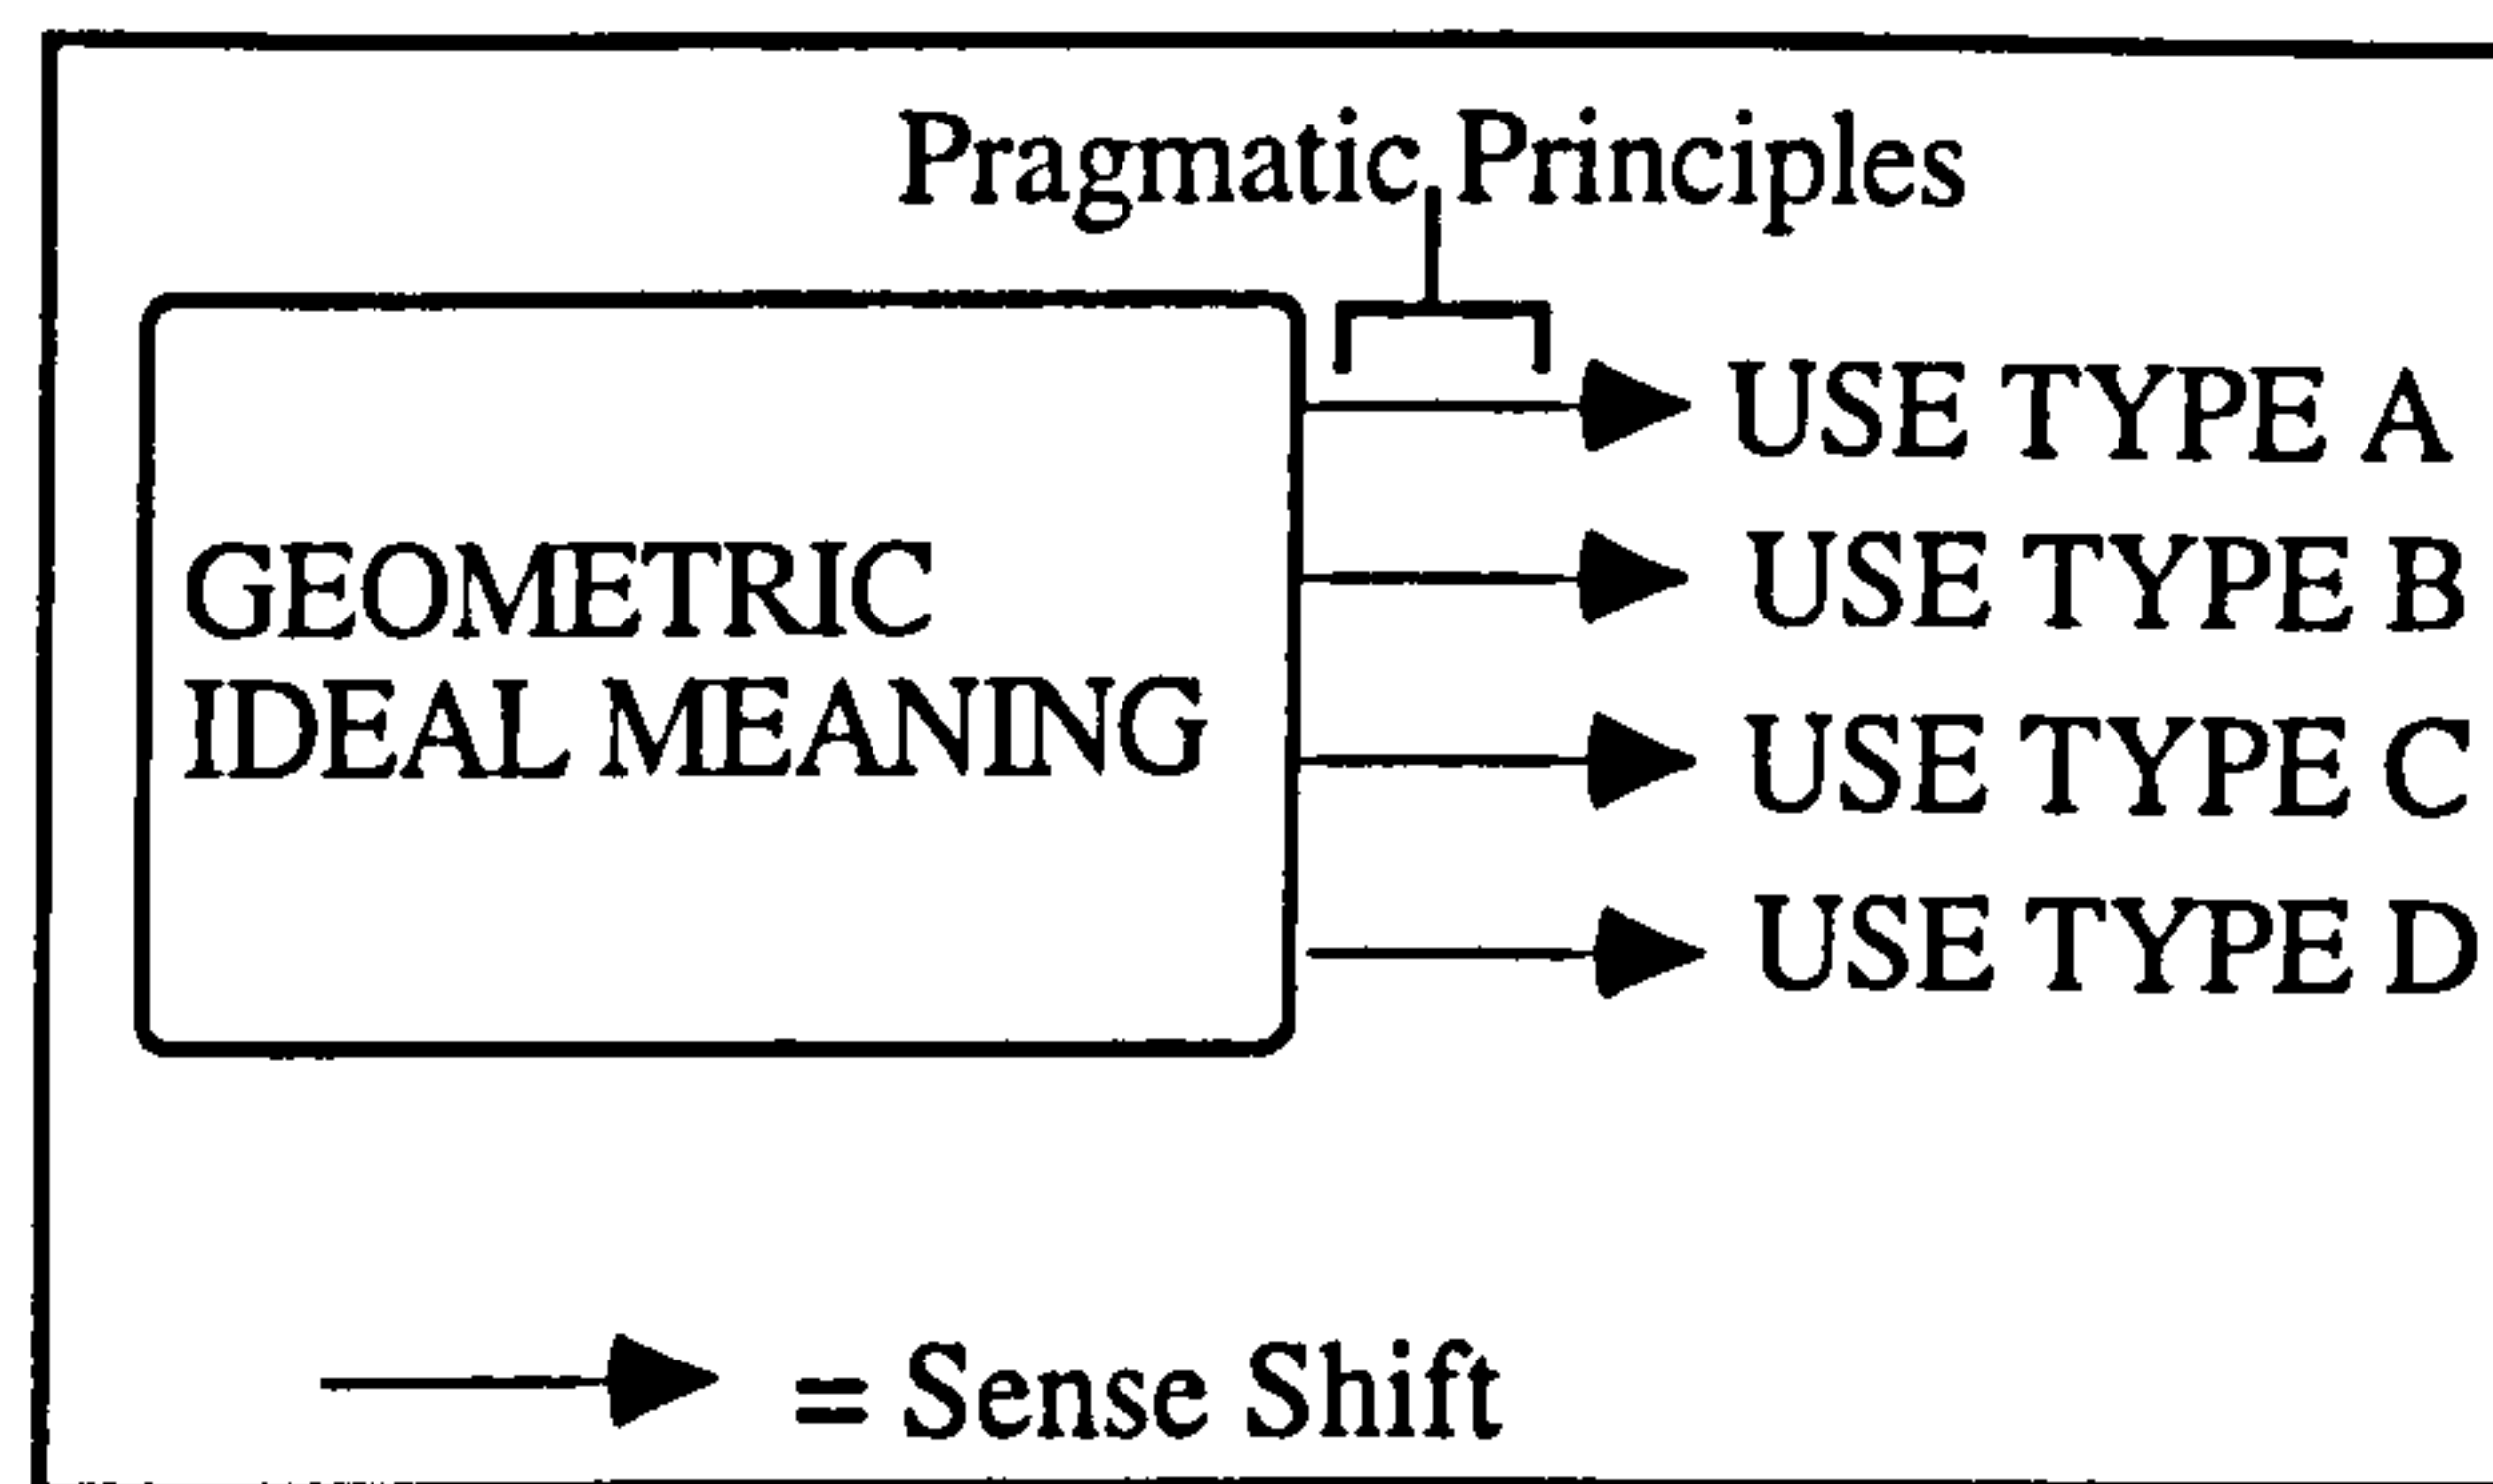 Pragmatic Principles
USE TYPE A
USE TYPE B
GEOMETRIC
IDEAL MEANING
USE TYPE C
USE TYPE D
= Sense Shift